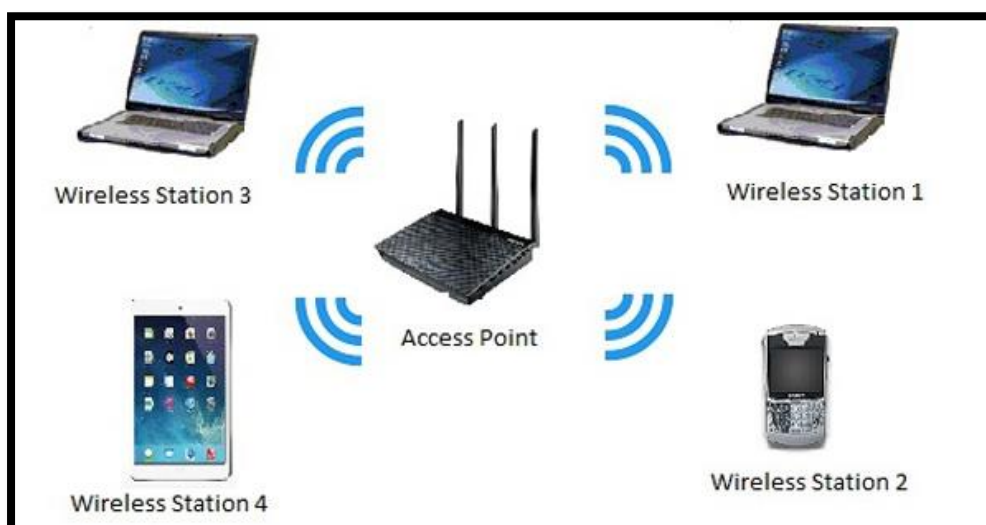 Wireless Station 3
Wireless Station 1
Access Point
Wireless Station 4
Wireless Station 2